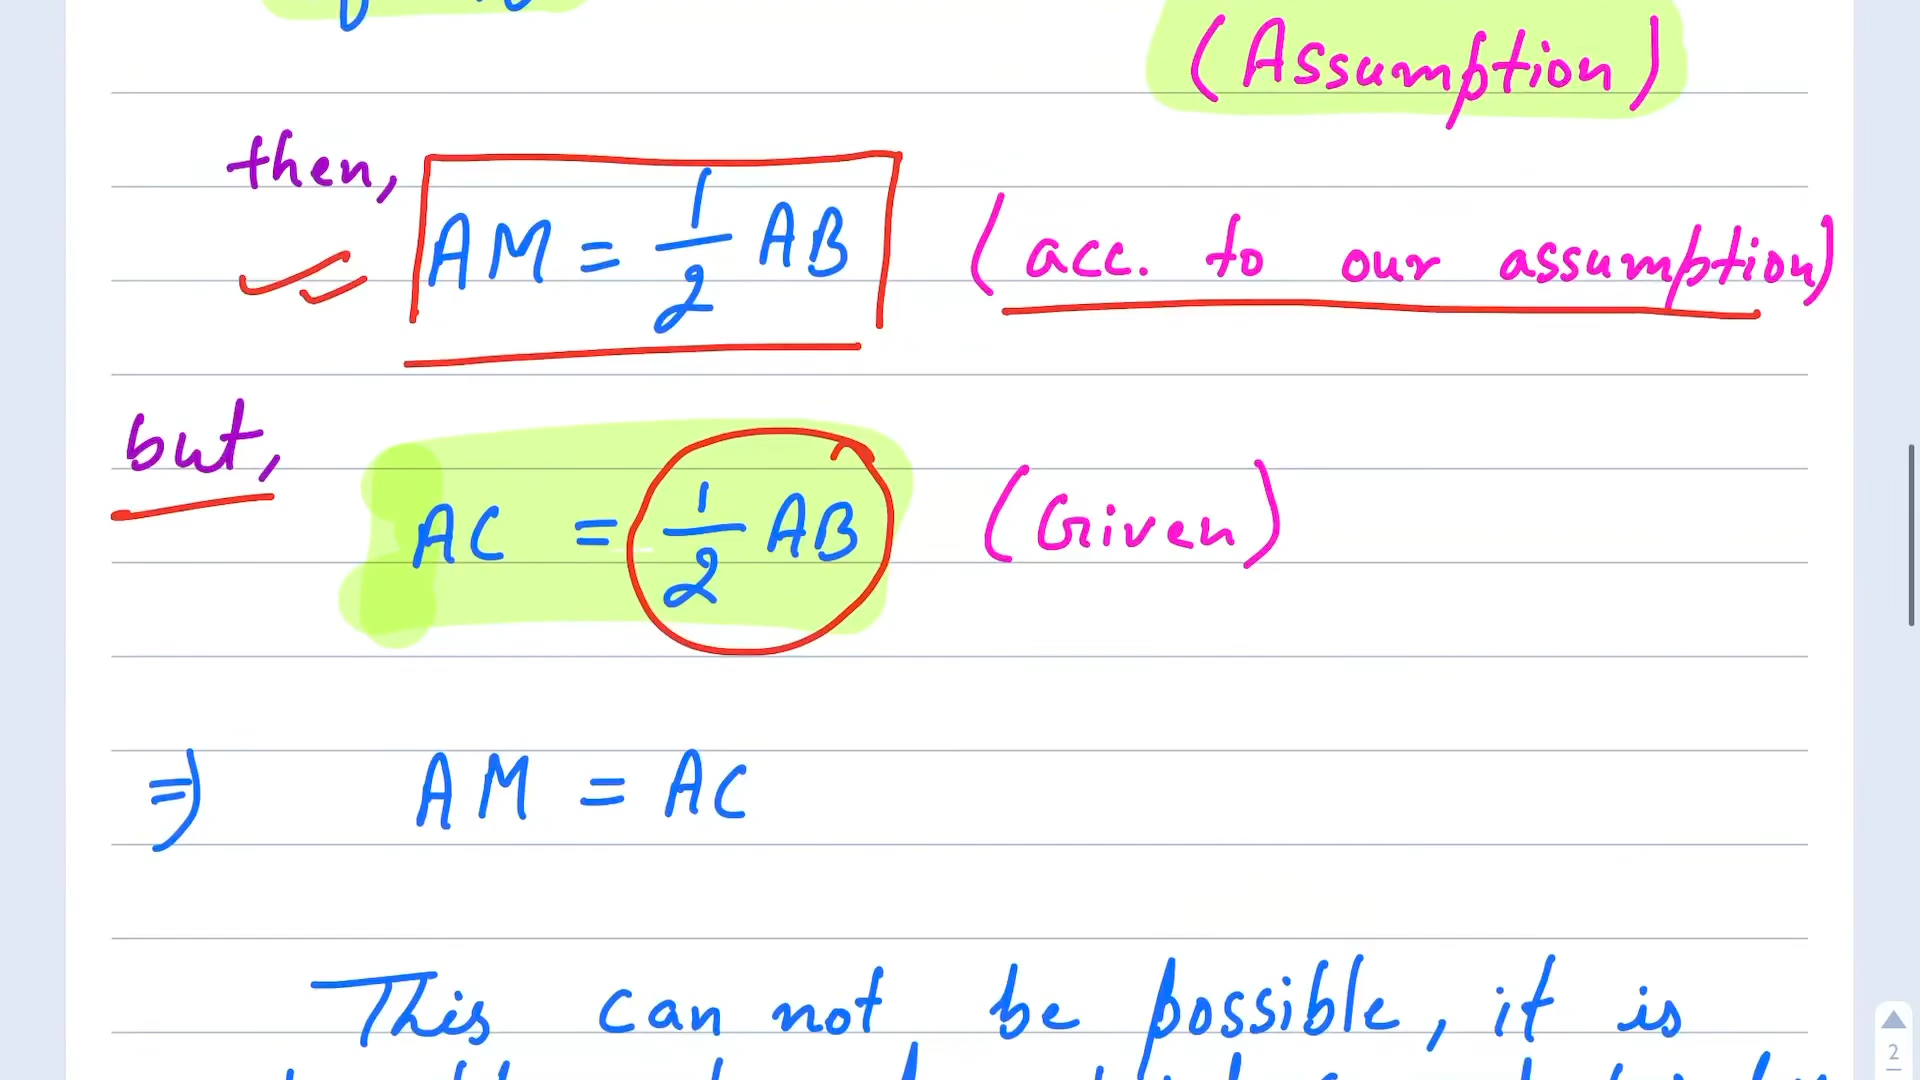 (Assumption)
then, AM = 1/2 AB (acc. to our assumption)
but,
AC = 1/2 AB (Given)
⇒ AM = AC
This can not be possible, it is
2